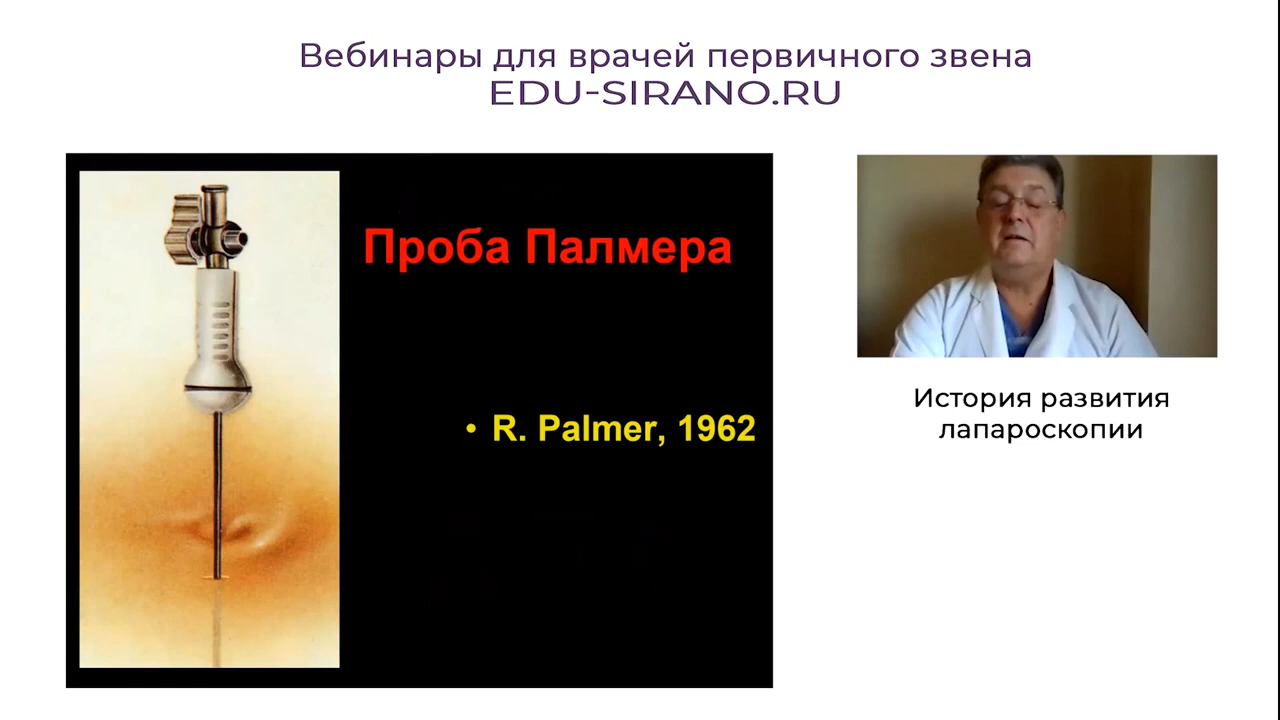 Вебинары для врачей первичного звена
EDU-SIRANO.RU
Проба Палмера
• R. Palmer, 1962
История развития
лапароскопии